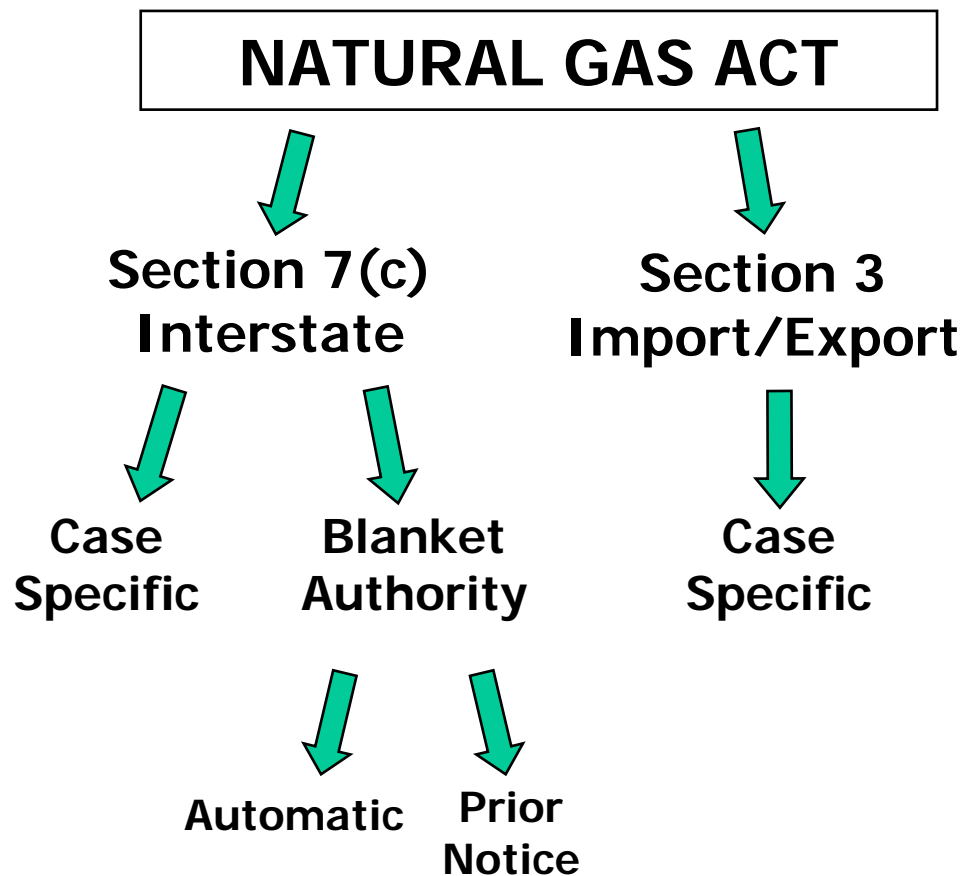 NATURAL GAS ACT
Section 7(c)
Interstate
Section 3
Import/Export
Case
Specific
Blanket
Authority
Case
Specific
Automatic
Prior
Notice